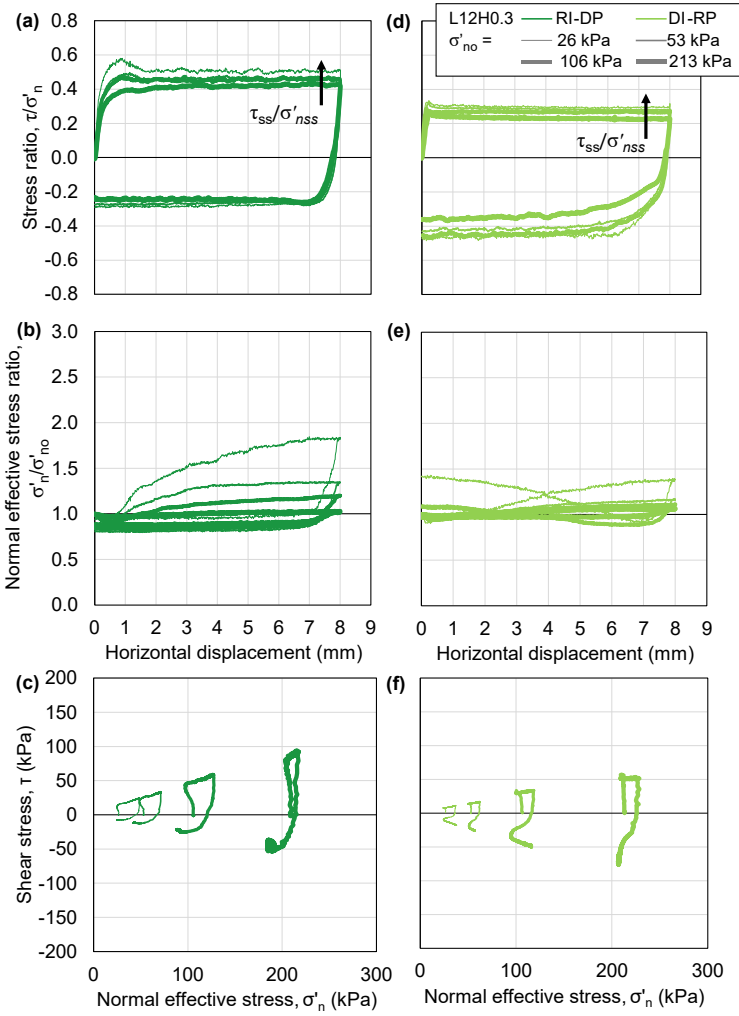 L12H0.3 RI-DP DI-RP
σ'no = 26 kPa 53 kPa
106 kPa 213 kPa
(a)
Stress ratio, τ/σ'n
0.8
0.6
0.4
0.2
0.0
-0.2
-0.4
-0.6
-0.8
τss/σ'nss
(d)
τss/σ'nss
(b)
Normal effective stress ratio,
σ'n/σ'no
3.0
2.5
2.0
1.5
1.0
0.5
0.0
0 1 2 3 4 5 6 7 8 9
Horizontal displacement (mm)
(e)
0 1 2 3 4 5 6 7 8 9
Horizontal displacement (mm)
(c)
Shear stress, τ (kPa)
200
150
100
50
0
-50
-100
-150
-200
0 100 200 300
Normal effective stress, σ'n (kPa)
(f)
0 100 200 300
Normal effective stress, σ'n (kPa)